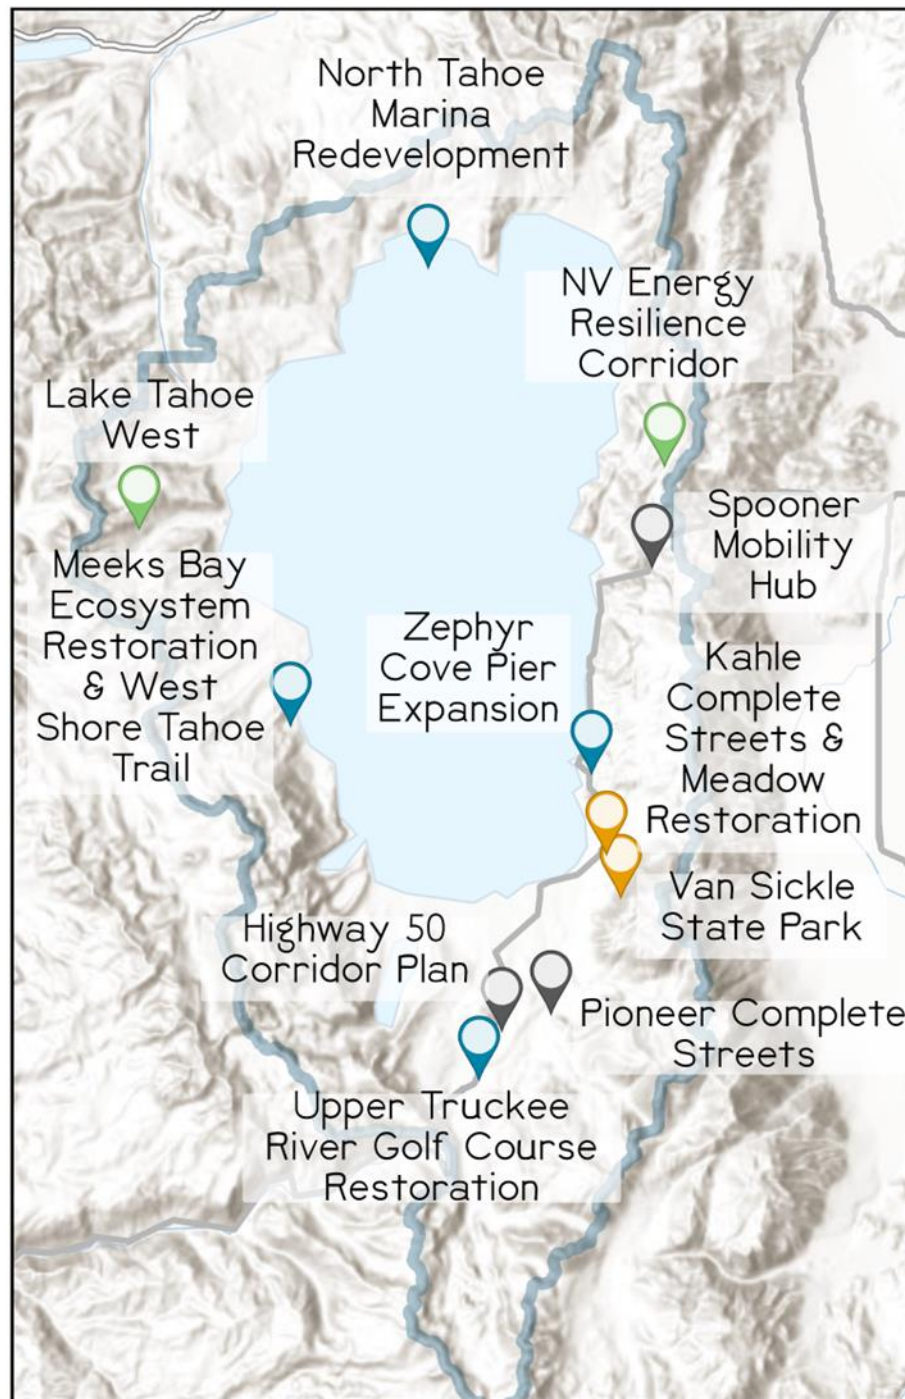 North Tahoe
Marina
Redevelopment
NV Energy
Resilience
Corridor
Lake Tahoe
West
Spooner
Mobility
Hub
Meeks Bay
Ecosystem
Restoration
& West
Shore Tahoe
Trail
Zephyr
Cove Pier
Expansion
Kahle
Complete
Streets &
Meadow
Restoration
Van Sickle
State Park
Highway 50
Corridor Plan
Pioneer Complete
Streets
Upper Truckee
River Golf Course
Restoration